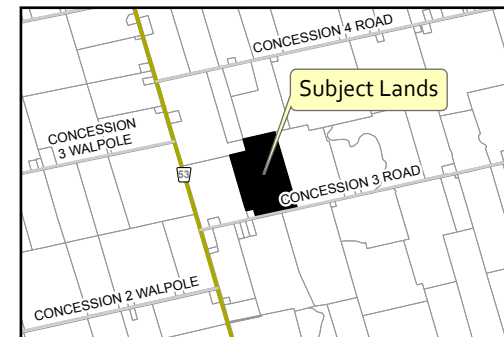 CONCESSION 4 ROAD
Subject Lands
CONCESSION
3 WALPOLE
53
CONCESSION 3 ROAD
CONCESSION 2 WALPOLE